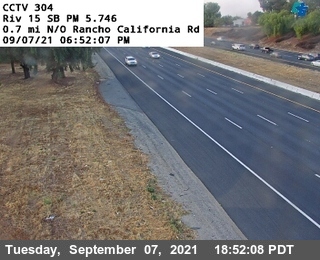 CCTV 304
Riv 15 SB PM 5.746
0.7 mi N/O Rancho California Rd
09/07/21 06:52:07 PM
Tuesday, September 07, 2021 18:52:08 PDT